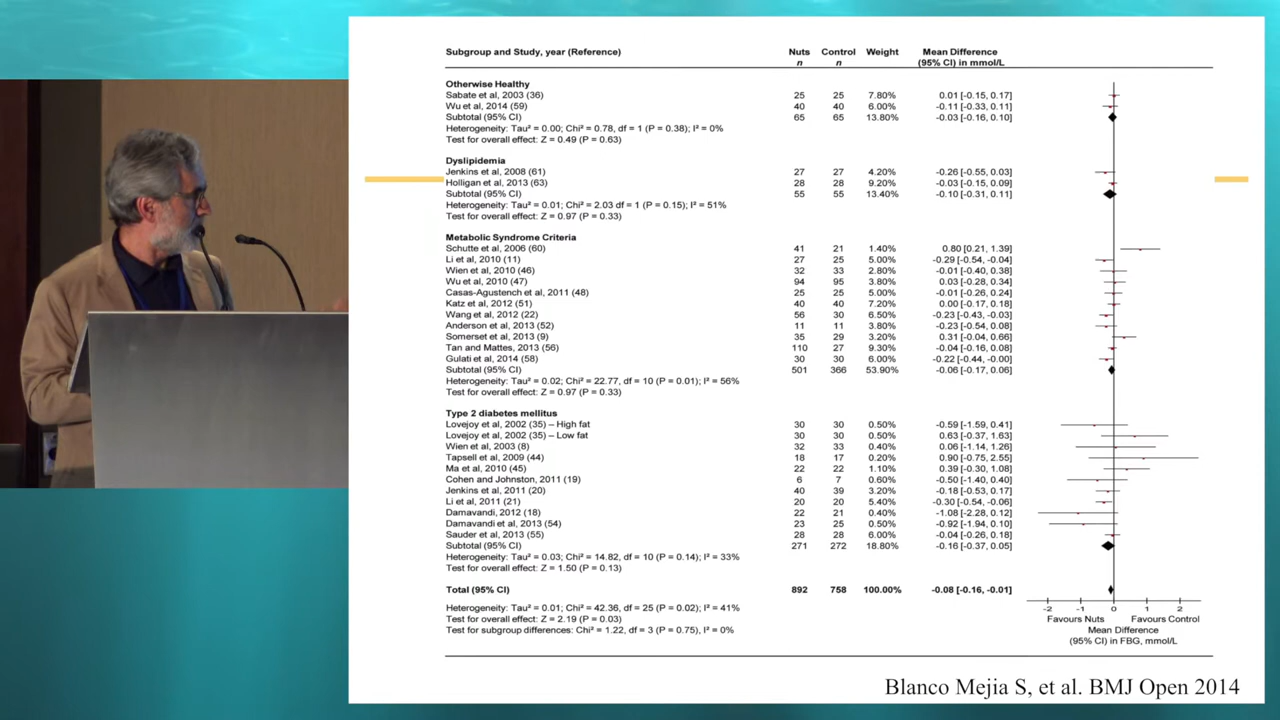 Subgroup and Study, year (Reference) Nuts Control Weight Mean Difference
n n (95% CI) in mmol/L
Otherwise Healthy
Sabate et al, 2003 (36) 25 25 7.80% 0.01 [-0.15, 0.17)
Wu et al, 2014 (59) 40 40 6.00% -0.11 (-0.33, 0.11]
Subtotal (95% CI) 65 65 13.80% -0.03 [-0.16, 0.10]
Heterogeneity: Tau² = 0.00; Chi² = 0.78, df = 1 (P = 0.38); I² = 0%
Test for overall effect: Z = 0.49 (P = 0.63)
Dyslipidemia
Jenkins et al, 2008 (61) 27 27 4.20% -0.26 [-0.55, 0.03]
Holligan et al, 2013 (63) 28 28 9.20% -0.03 [-0.15, 0.09]
Subtotal (95% CI) 55 55 13.40% -0.10 [-0.31, 0.11]
Heterogeneity: Tau² = 0.01; Chi² = 2.03 df = 1 (P = 0.15); I² = 51%
Test for overall effect: Z = 0.97 (P = 0.33)
Metabolic Syndrome Criteria
Schutte et al, 2006 (60) 41 21 1.40% 0.80 [0.21, 1.39]
Li et al, 2010 (11) 27 25 5.00% -0.29 [-0.54, -0.04]
Wien et al, 2010 (46) 32 33 2.80% -0.01 [-0.40, 0.38]
Wu et al, 2010 (47) 94 95 3.80% 0.03 [-0.28, 0.34]
Casas-Agustench et al, 2011 (48) 25 25 5.00% -0.01 [-0.26, 0.24]
Katz et al, 2012 (51) 40 40 7.20% 0.00 [-0.17, 0.18]
Wang et al, 2012 (22) 56 30 6.50% -0.23 [-0.43, -0.03]
Anderson et al, 2013 (52) 11 11 3.80% -0.23 [-0.54, 0.08]
Somerset et al, 2013 (9) 35 29 3.20% 0.31 [-0.04, 0.66]
Tan and Mattes, 2013 (56) 110 27 9.30% -0.04 [-0.16, 0.08]
Gulati et al, 2014 (58) 30 30 6.00% -0.22 [-0.44, -0.00]
Subtotal (95% CI) 501 366 53.90% -0.06 [-0.17, 0.06]
Heterogeneity: Tau² = 0.02; Chi² = 22.77, df = 10 (P = 0.01); I² = 56%
Test for overall effect: Z = 0.97 (P = 0.33)
Type 2 diabetes mellitus
Lovejoy et al, 2002 (35) – High fat 30 30 0.50% -0.59 [-1.59, 0.41]
Lovejoy et al, 2002 (35) – Low fat 30 30 0.50% 0.63 [-0.37, 1.63]
Wien et al, 2003 (8) 32 33 0.40% 0.06 [-1.14, 1.26]
Tapsell et al, 2009 (44) 18 17 0.20% 0.90 [-0.75, 2.55]
Ma et al, 2010 (45) 22 22 1.10% 0.39 [-0.30, 1.08]
Cohen and Johnston, 2011 (19) 6 7 0.60% -0.50 [-1.40, 0.40]
Jenkins et al, 2011 (20) 40 39 3.20% -0.18 [-0.53, 0.17]
Li et al, 2011 (21) 20 20 5.00% -0.30 [-0.54, -0.06]
Damavandi, 2012 (18) 22 21 0.40% -1.08 [-2.28, 0.12]
Damavandi et al, 2013 (54) 23 25 0.50% -0.92 [-1.94, 0.10]
Sauder et al, 2013 (55) 28 28 3.40% -0.04 [-0.26, 0.18]
Subtotal (95% CI) 271 272 18.80% -0.16 [-0.37, 0.05]
Heterogeneity: Tau² = 0.03; Chi² = 14.82, df = 10 (P = 0.14); I² = 33%
Test for overall effect: Z = 1.50 (P = 0.13)
Total (95% CI) 892 758 100.00% -0.08 [-0.16, -0.01]
Heterogeneity: Tau² = 0.01; Chi² = 42.36, df = 25 (P = 0.02); I² = 41%
Test for overall effect: Z = 2.19 (P = 0.03)
Test for subgroup differences: Chi² = 1.22, df = 3 (P = 0.75), I² = 0%
-2 -1 0 1 2
Favours Nuts Favours Control
Mean Difference
(95% CI) in FBG, mmol/L
Blanco Mejia S, et al. BMJ Open 2014